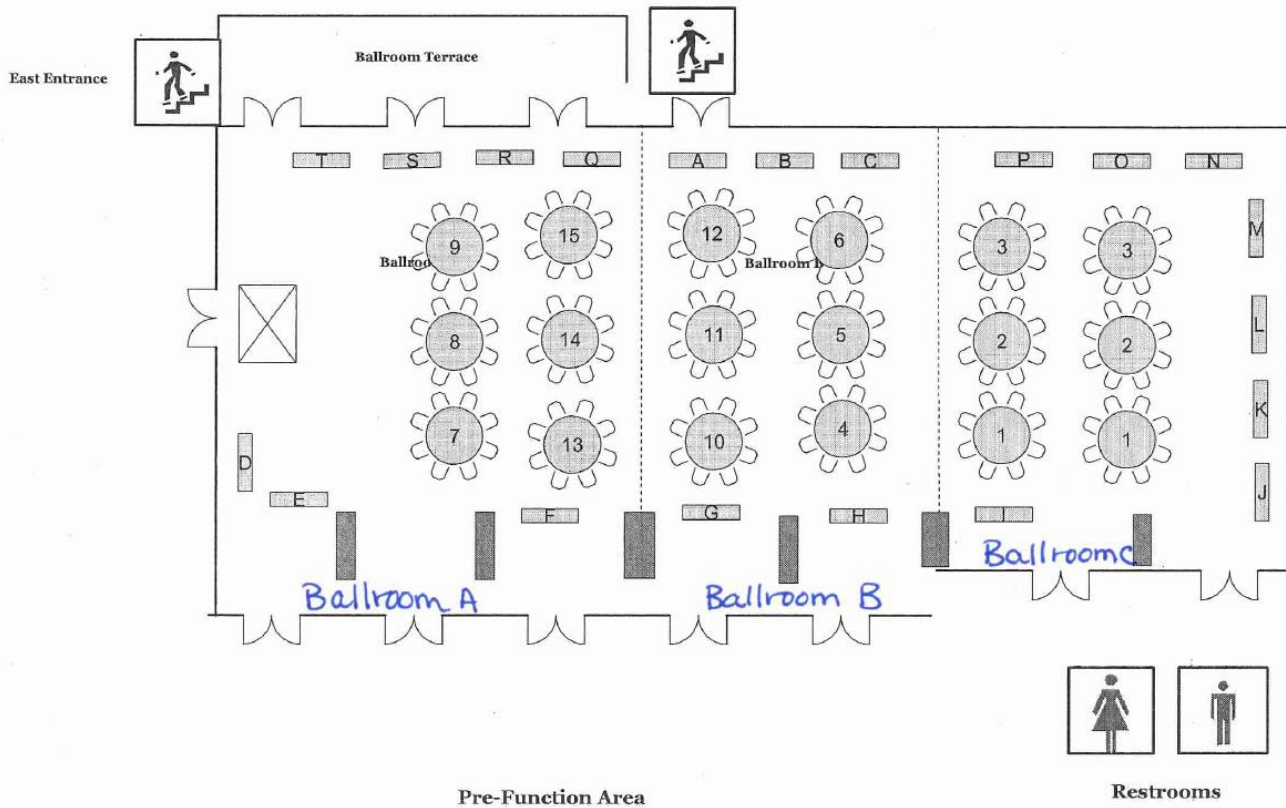 Ballroom Terrace
East Entrance
T S R Q A B C P O N
M
9 15 12 6 3 3
Ballroo Ballroom
L
8 14 11 5 2 2
K
7 13 10 4 1 1
D
J
E F G H I
Ballroom C
Ballroom A Ballroom B
Pre-Function Area
Restrooms